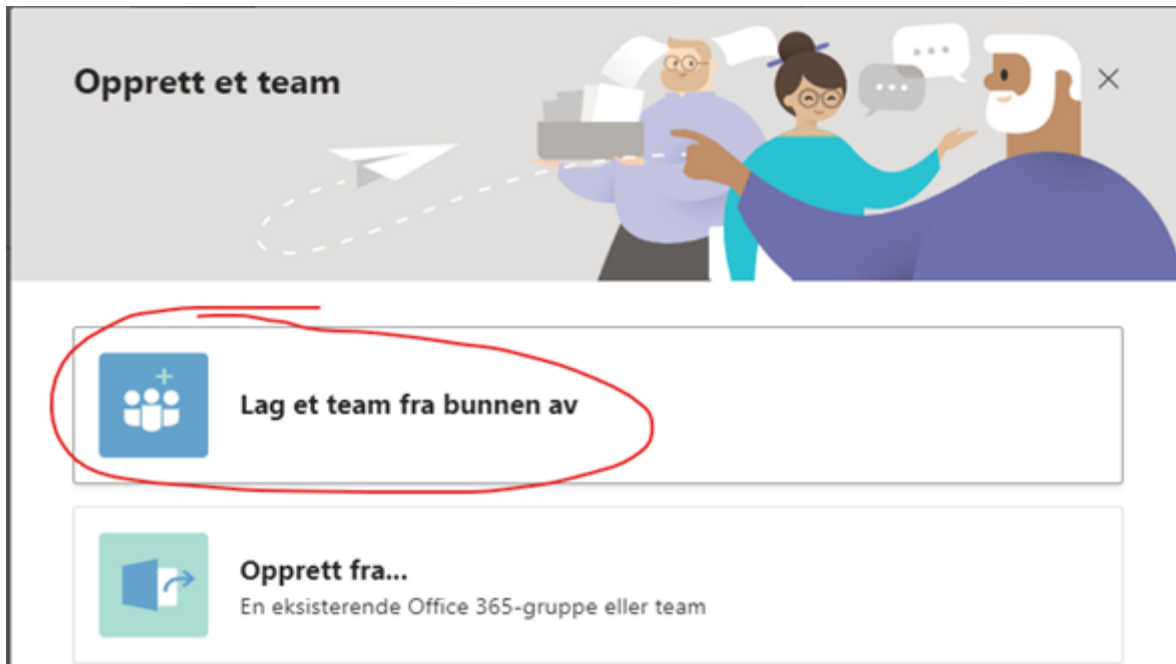 Opprett et team
Lag et team fra bunnen av
Opprett fra...
En eksisterende Office 365-gruppe eller team